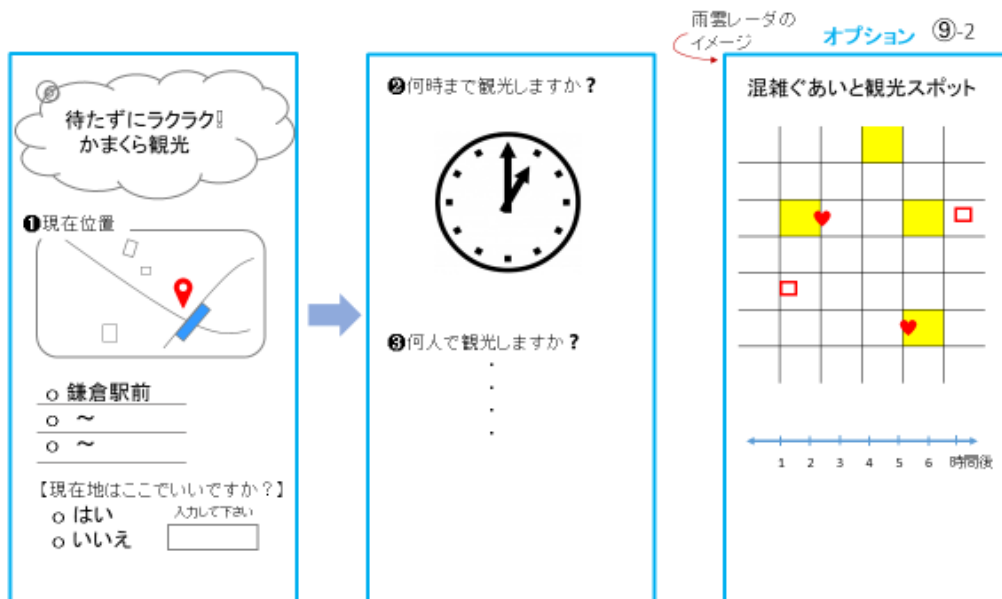 雨雲レーダの
イメージ
オプション ⑨-2
待たずにラクラク!
かまくら観光
❶現在位置
○ 鎌倉駅前
○ ～
○ ～
【現在地はここでいいですか？】
○ はい
○ いいえ
入力して下さい
❷何時まで観光しますか？
❸何人で観光しますか？
混雑ぐあいと観光スポット
1 2 3 4 5 6 時間後